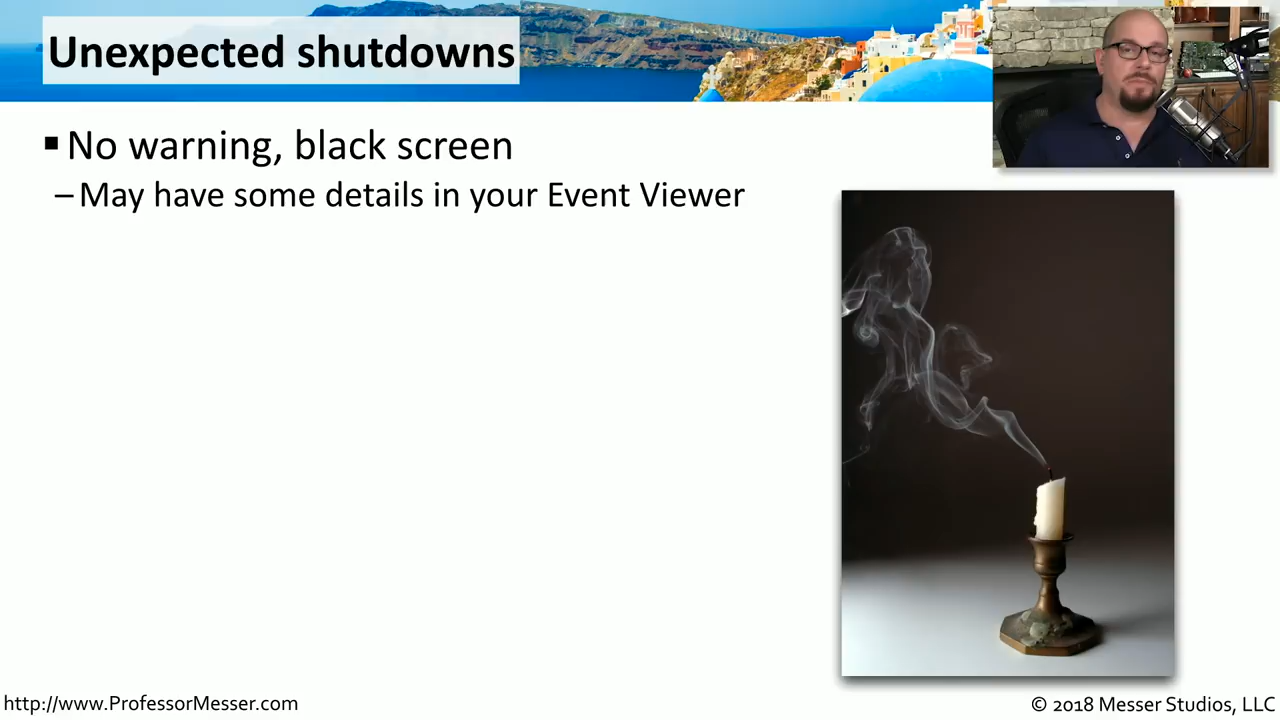 Unexpected shutdowns
▪ No warning, black screen
– May have some details in your Event Viewer
http://www.ProfessorMesser.com
© 2018 Messer Studios, LLC